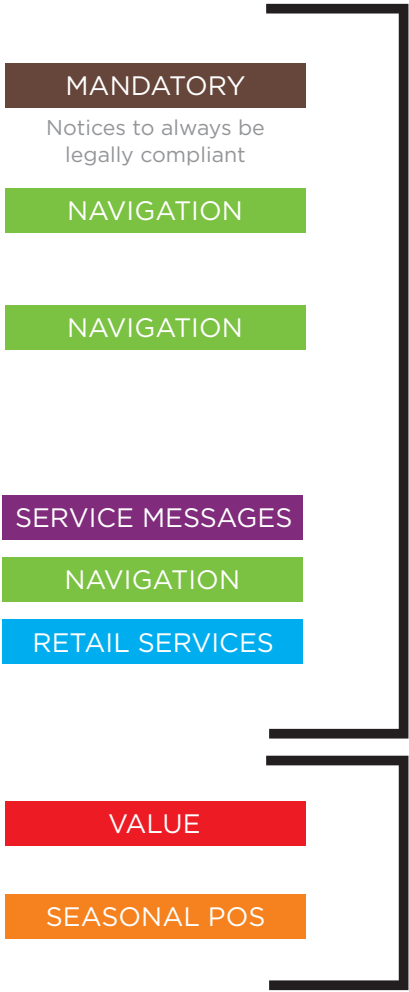 MANDATORY
Notices to always be
legally compliant
NAVIGATION
NAVIGATION
SERVICE MESSAGES
NAVIGATION
RETAIL SERVICES
VALUE
SEASONAL POS